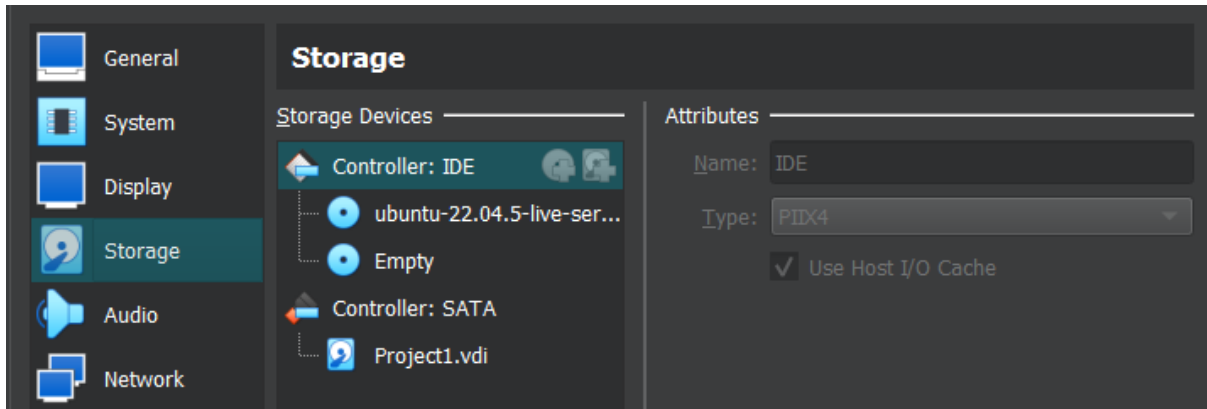 General
System
Display
Storage
Audio
Network
Storage
Storage Devices
Controller: IDE
ubuntu-22.04.5-live-ser...
Empty
Controller: SATA
Project1.vdi
Attributes
Name: IDE
Type: PIIX4
Use Host I/O Cache